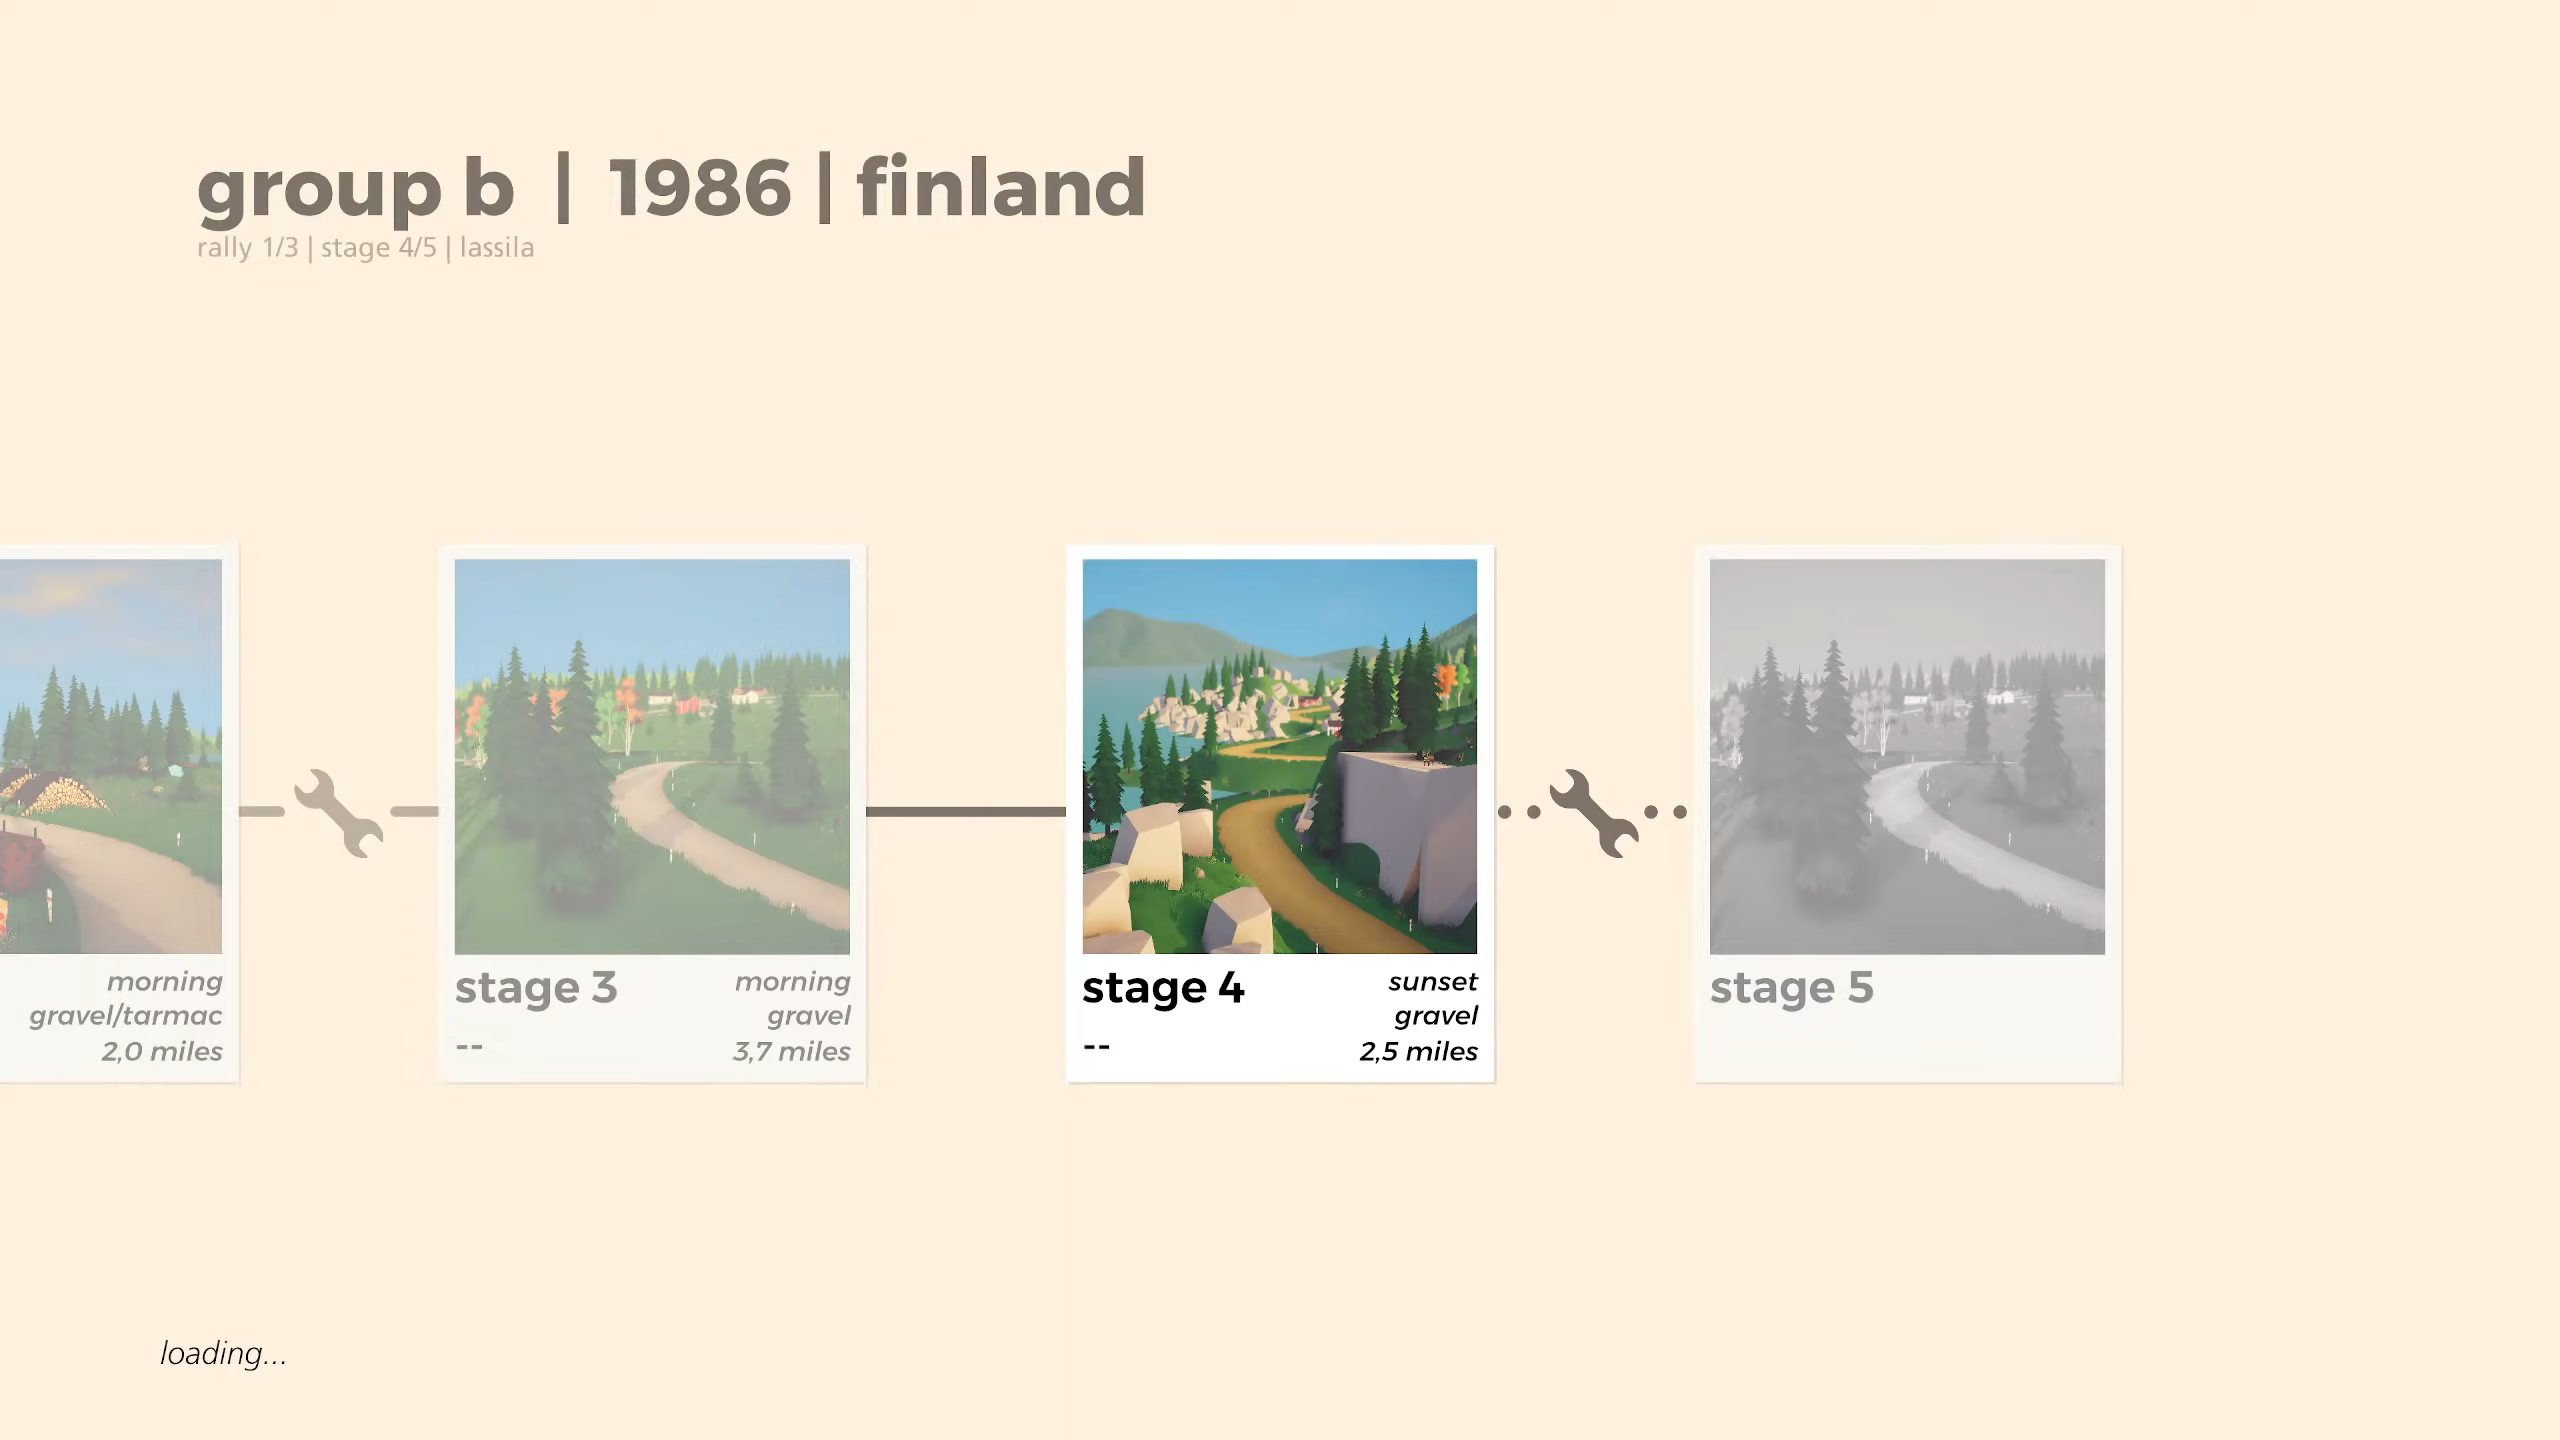 group b | 1986 | finland
rally 1/3 | stage 4/5 | lassila
morning
gravel/tarmac
2,0 miles
stage 3
--
morning
gravel
3,7 miles
stage 4
--
sunset
gravel
2,5 miles
stage 5
loading...